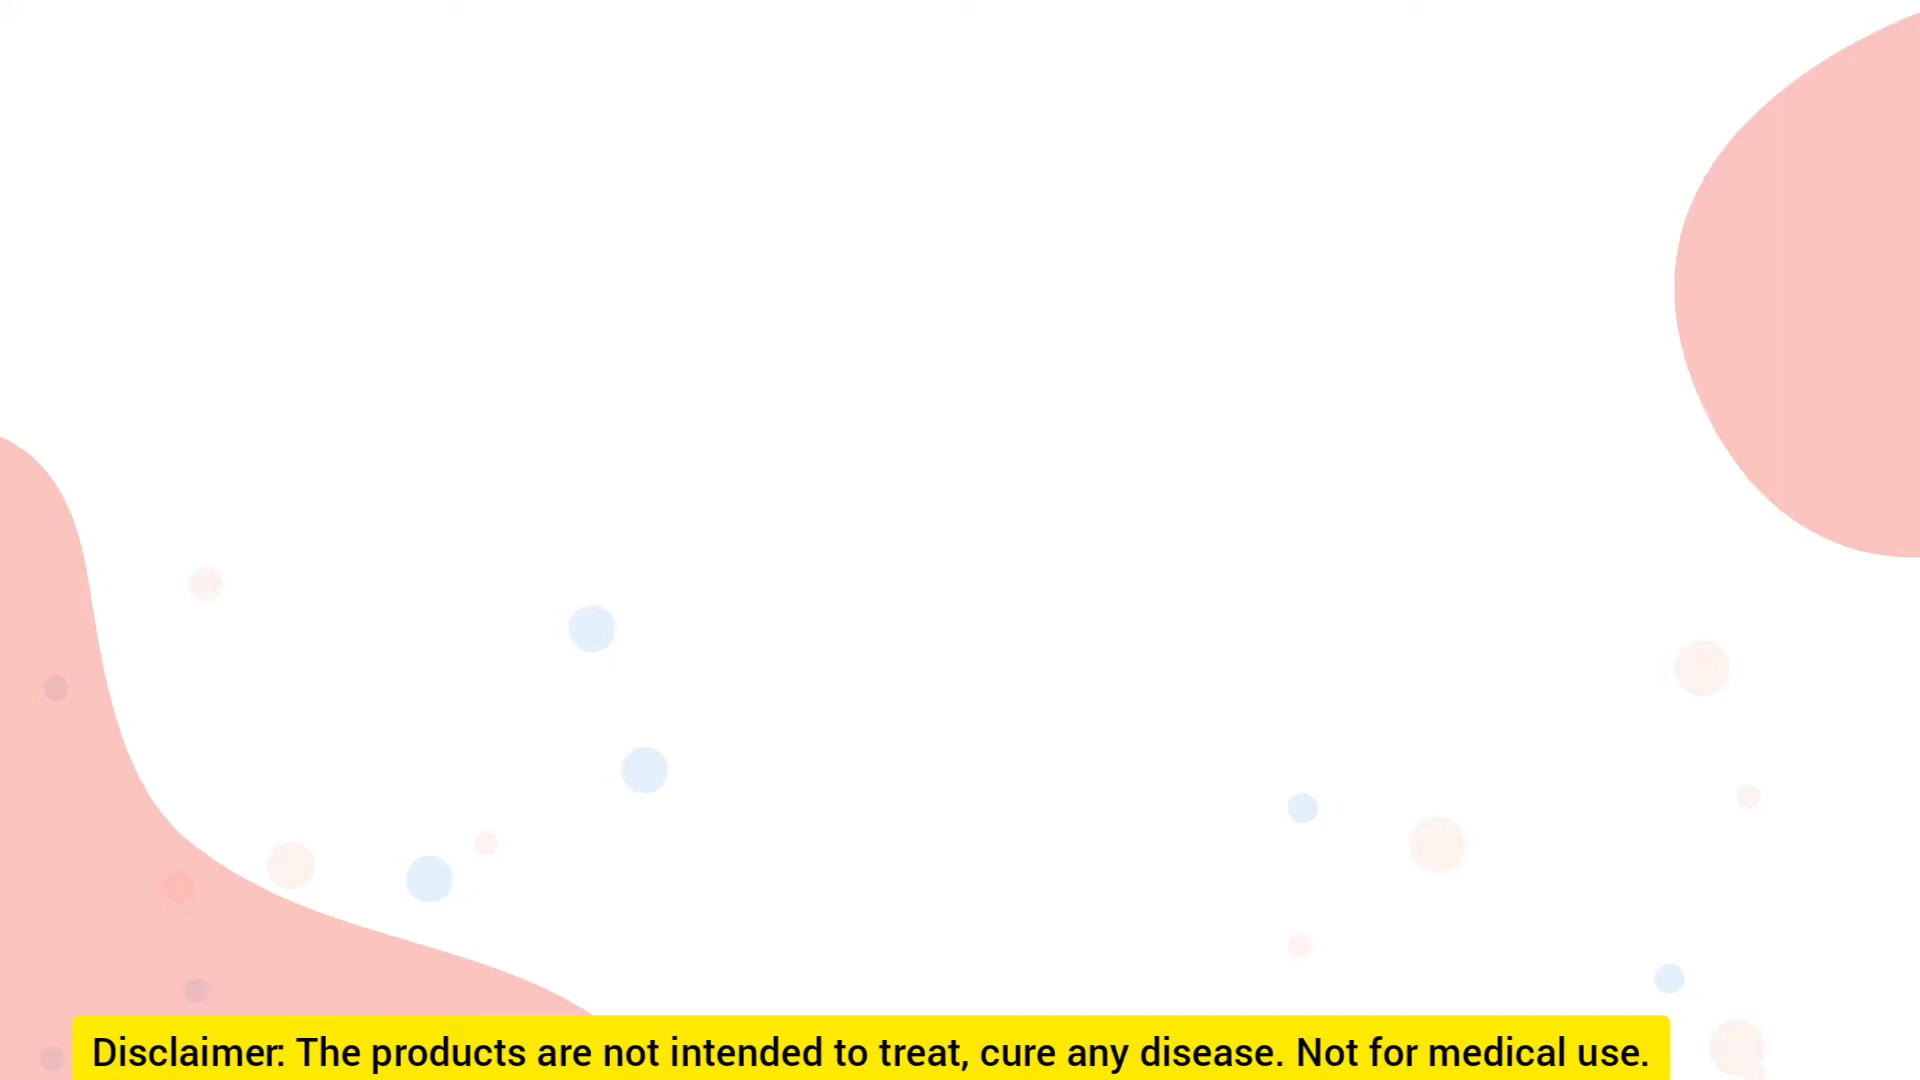 Disclaimer: The products are not intended to treat, cure any disease. Not for medical use.